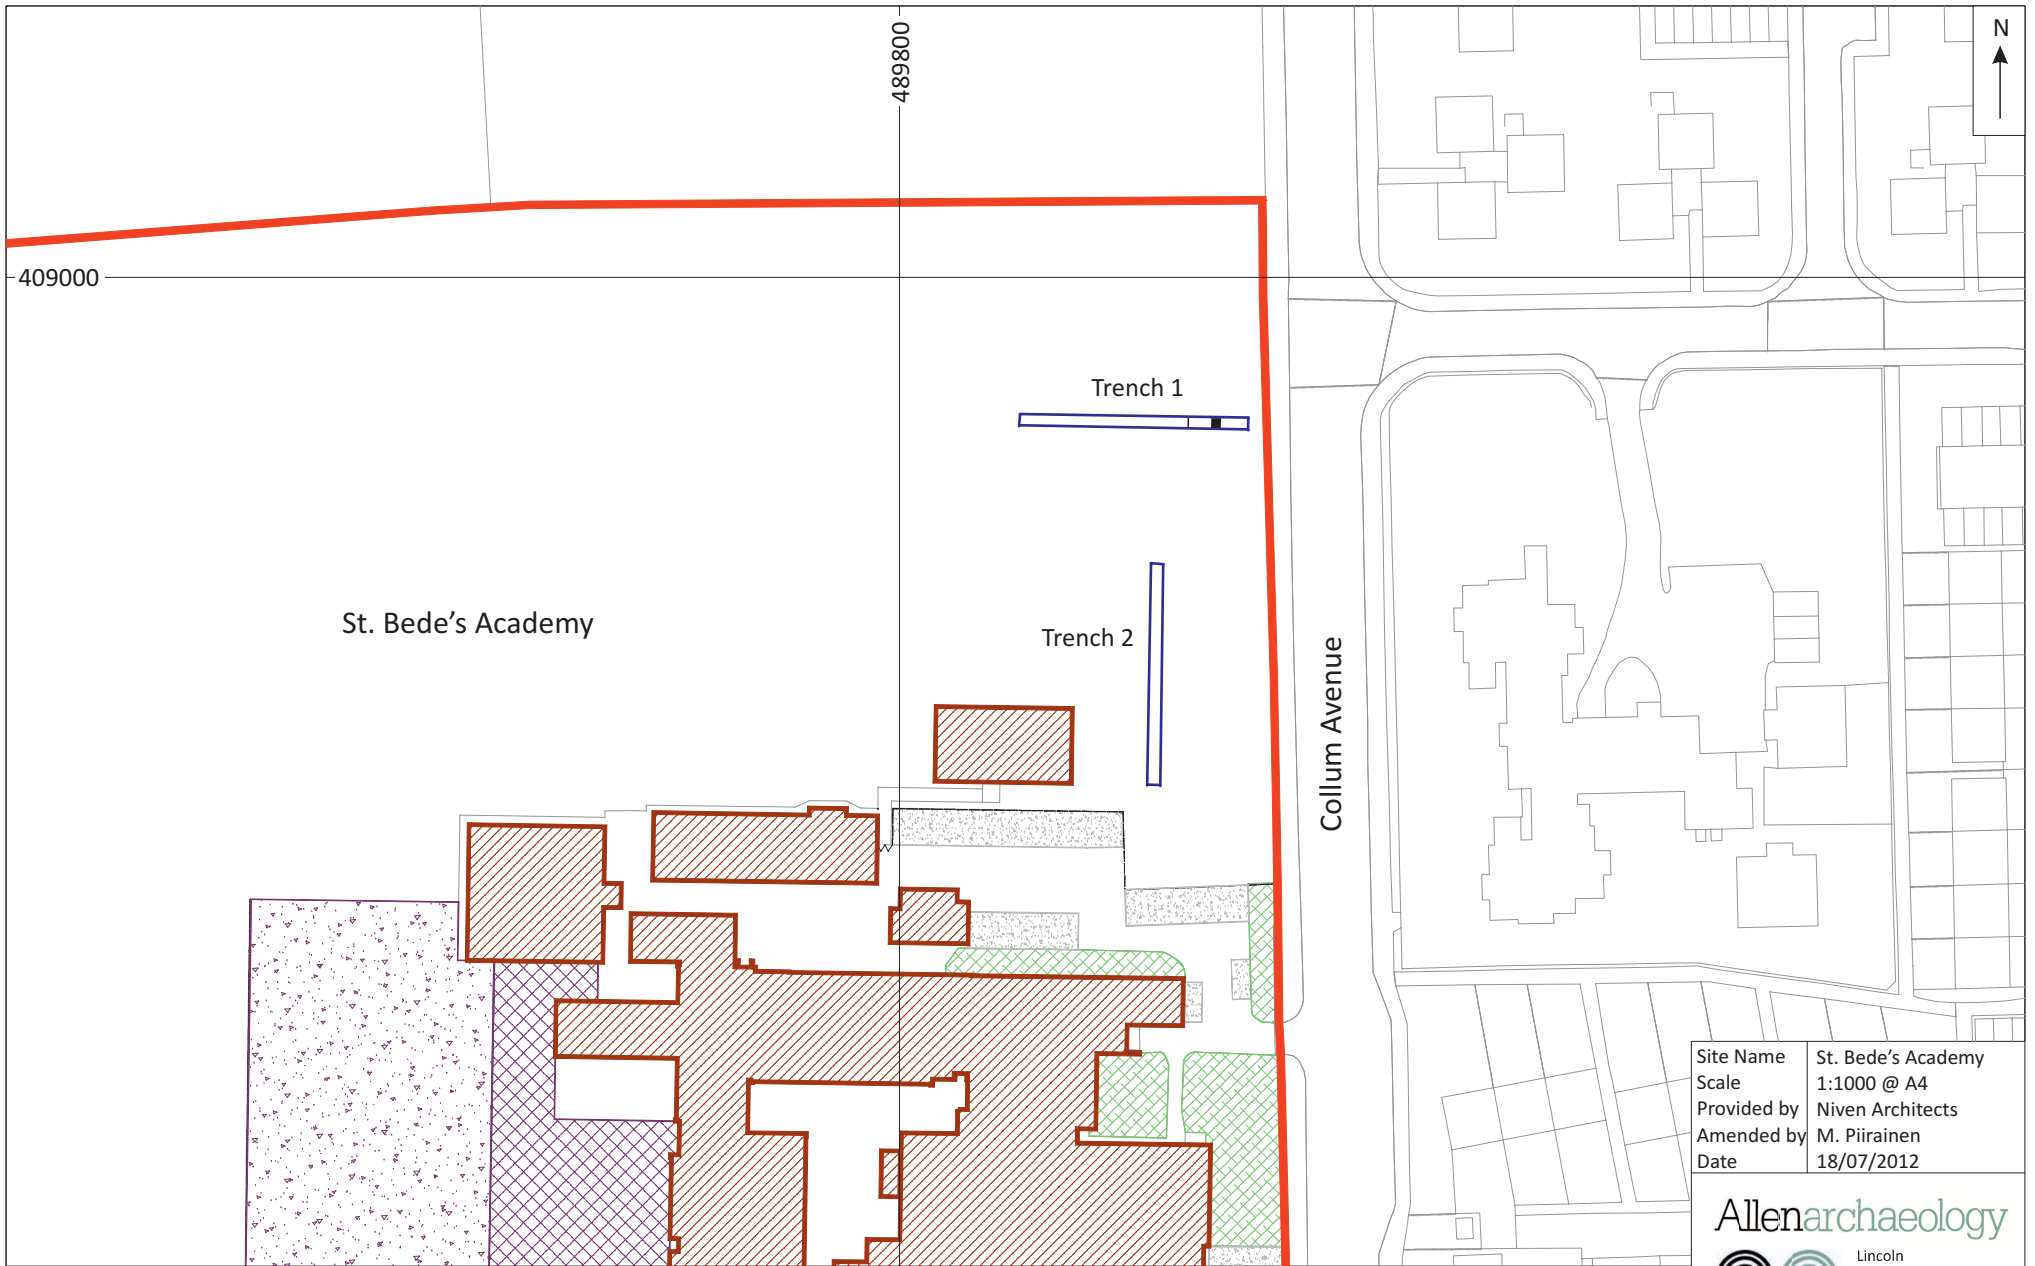 489800
N
409000
Trench 1
St. Bede's Academy
Trench 2
Collum Avenue
Site Name St. Bede's Academy
Scale 1:1000 @ A4
Provided by Niven Architects
Amended by M. Piirainen
Date 18/07/2012
Allenarchaeology
Lincoln